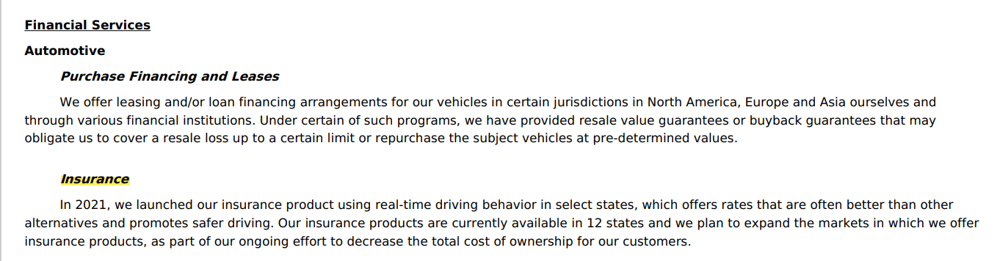 Financial Services
Automotive
Purchase Financing and Leases
We offer leasing and/or loan financing arrangements for our vehicles in certain jurisdictions in North America, Europe and Asia ourselves and
through various financial institutions. Under certain of such programs, we have provided resale value guarantees or buyback guarantees that may
obligate us to cover a resale loss up to a certain limit or repurchase the subject vehicles at pre-determined values.
Insurance
In 2021, we launched our insurance product using real-time driving behavior in select states, which offers rates that are often better than other
alternatives and promotes safer driving. Our insurance products are currently available in 12 states and we plan to expand the markets in which we offer
insurance products, as part of our ongoing effort to decrease the total cost of ownership for our customers.